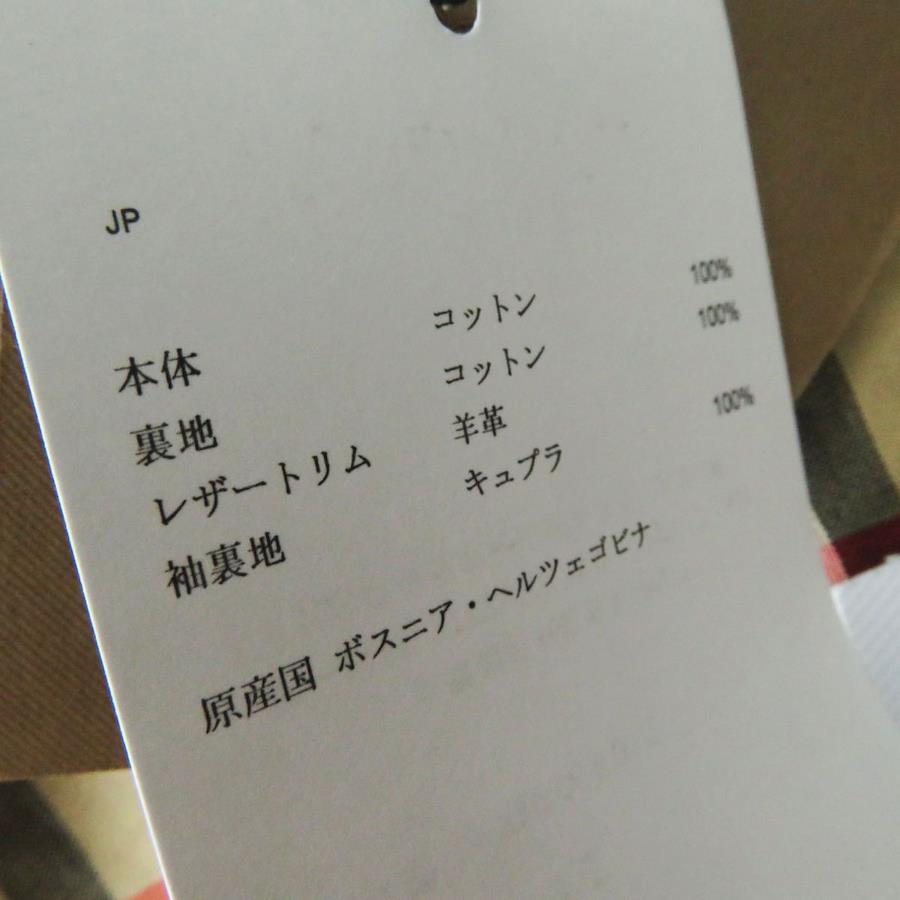 JP
本体 コットン 100%
裏地 コットン 100%
レザートリム 羊革
袖裏地 キュプラ 100%
原産国 ボスニア・ヘルツェゴビナ